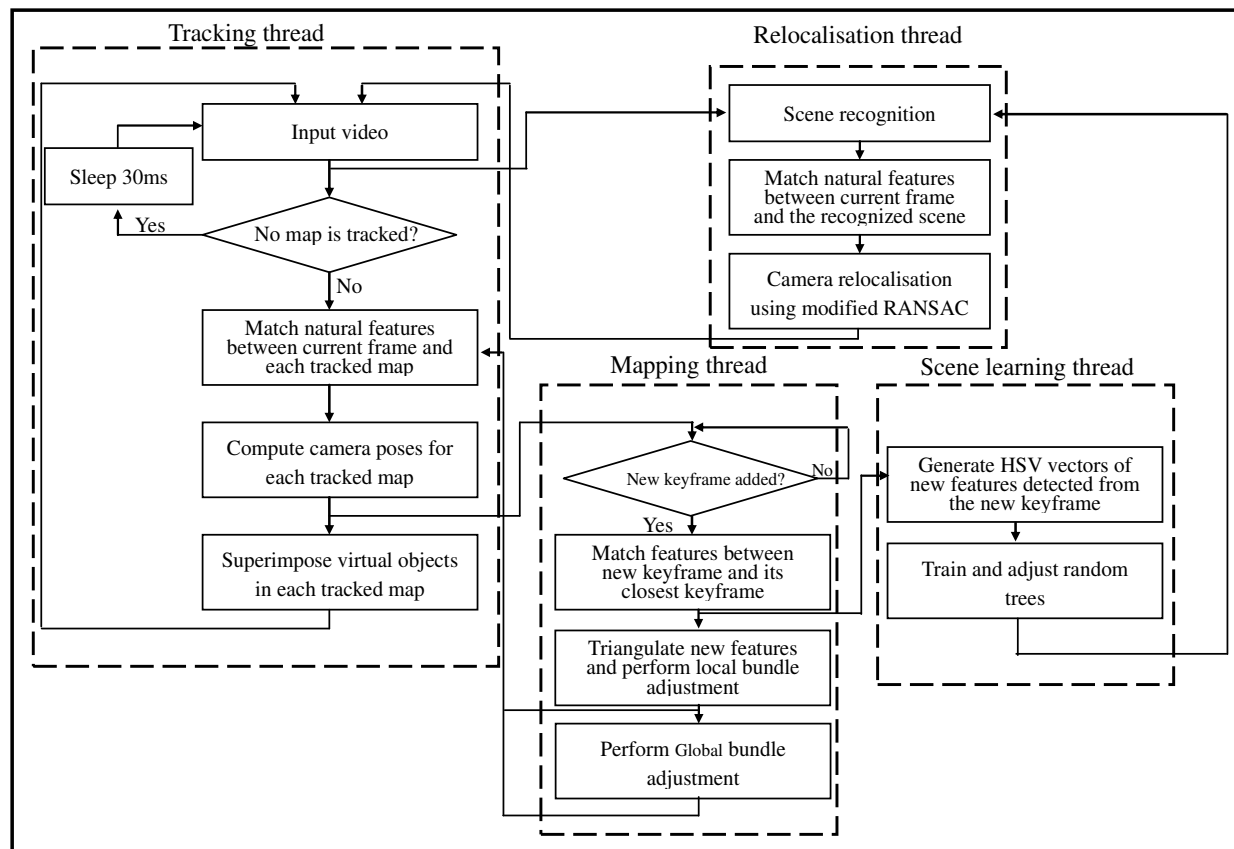 Tracking thread
Input video
Sleep 30ms
Yes
No map is tracked?
No
Match natural features
between current frame and
each tracked map
Compute camera poses for
each tracked map
Superimpose virtual objects
in each tracked map
Relocalisation thread
Scene recognition
Match natural features
between current frame
and the recognized scene
Camera relocalisation
using modified RANSAC
Mapping thread
New keyframe added?
No
Yes
Match features between
new keyframe and its
closest keyframe
Triangulate new features
and perform local bundle
adjustment
Perform Global bundle
adjustment
Scene learning thread
Generate HSV vectors of
new features detected from
the new keyframe
Train and adjust random
trees